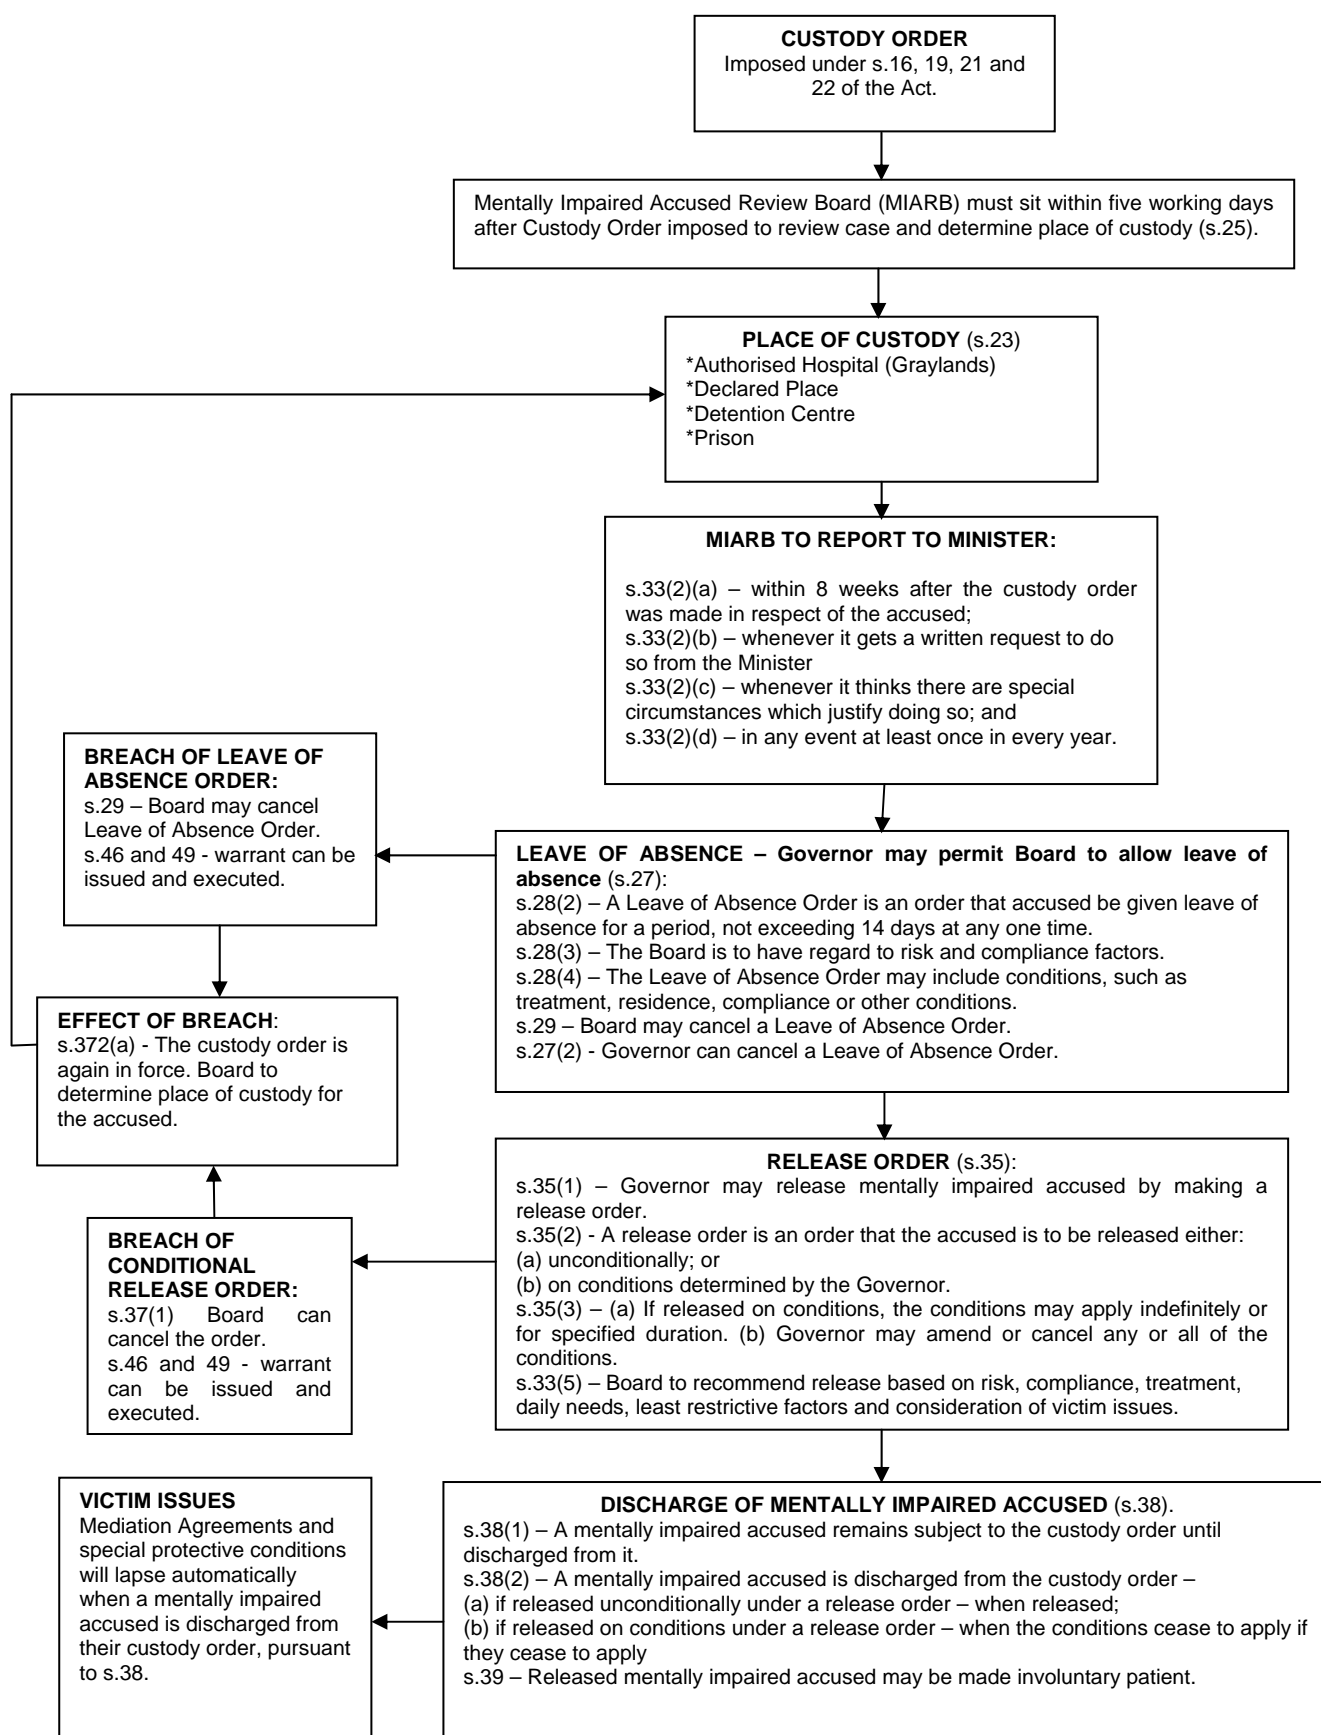 CUSTODY ORDER
Imposed under s.16, 19, 21 and
22 of the Act.
Mentally Impaired Accused Review Board (MIARB) must sit within five working days
after Custody Order imposed to review case and determine place of custody (s.25).
PLACE OF CUSTODY (s.23)
*Authorised Hospital (Graylands)
*Declared Place
*Detention Centre
*Prison
MIARB TO REPORT TO MINISTER:
s.33(2)(a) – within 8 weeks after the custody order
was made in respect of the accused;
s.33(2)(b) – whenever it gets a written request to do
so from the Minister
s.33(2)(c) – whenever it thinks there are special
circumstances which justify doing so; and
s.33(2)(d) – in any event at least once in every year.
BREACH OF LEAVE OF
ABSENCE ORDER:
s.29 – Board may cancel
Leave of Absence Order.
s.46 and 49 - warrant can be
issued and executed.
LEAVE OF ABSENCE – Governor may permit Board to allow leave of
absence (s.27):
s.28(2) – A Leave of Absence Order is an order that accused be given leave of
absence for a period, not exceeding 14 days at any one time.
s.28(3) – The Board is to have regard to risk and compliance factors.
s.28(4) – The Leave of Absence Order may include conditions, such as
treatment, residence, compliance or other conditions.
s.29 – Board may cancel a Leave of Absence Order.
s.27(2) - Governor can cancel a Leave of Absence Order.
EFFECT OF BREACH:
s.372(a) - The custody order is
again in force. Board to
determine place of custody for
the accused.
RELEASE ORDER (s.35):
s.35(1) – Governor may release mentally impaired accused by making a
release order.
s.35(2) - A release order is an order that the accused is to be released either:
(a) unconditionally; or
(b) on conditions determined by the Governor.
s.35(3) – (a) If released on conditions, the conditions may apply indefinitely or
for specified duration. (b) Governor may amend or cancel any or all of the
conditions.
s.33(5) – Board to recommend release based on risk, compliance, treatment,
daily needs, least restrictive factors and consideration of victim issues.
BREACH OF
CONDITIONAL
RELEASE ORDER:
s.37(1) Board can
cancel the order.
s.46 and 49 - warrant
can be issued and
executed.
VICTIM ISSUES
Mediation Agreements and
special protective conditions
will lapse automatically
when a mentally impaired
accused is discharged from
their custody order, pursuant
to s.38.
DISCHARGE OF MENTALLY IMPAIRED ACCUSED (s.38).
s.38(1) – A mentally impaired accused remains subject to the custody order until
discharged from it.
s.38(2) – A mentally impaired accused is discharged from the custody order –
(a) if released unconditionally under a release order – when released;
(b) if released on conditions under a release order – when the conditions cease to apply if
they cease to apply
s.39 – Released mentally impaired accused may be made involuntary patient.